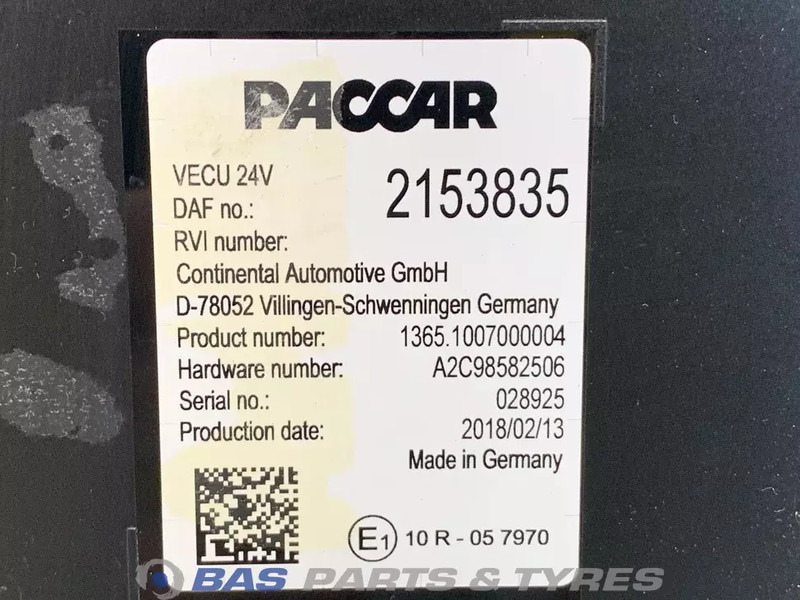 PACCAR
VECU 24V
DAF no.: 2153835
RVI number:
Continental Automotive GmbH
D-78052 Villingen-Schwenningen Germany
Product number: 1365.1007000004
Hardware number: A2C98582506
Serial no.: 028925
Production date: 2018/02/13
Made in Germany
E1 10 R - 05 7970
BAS PARTS & TYRES